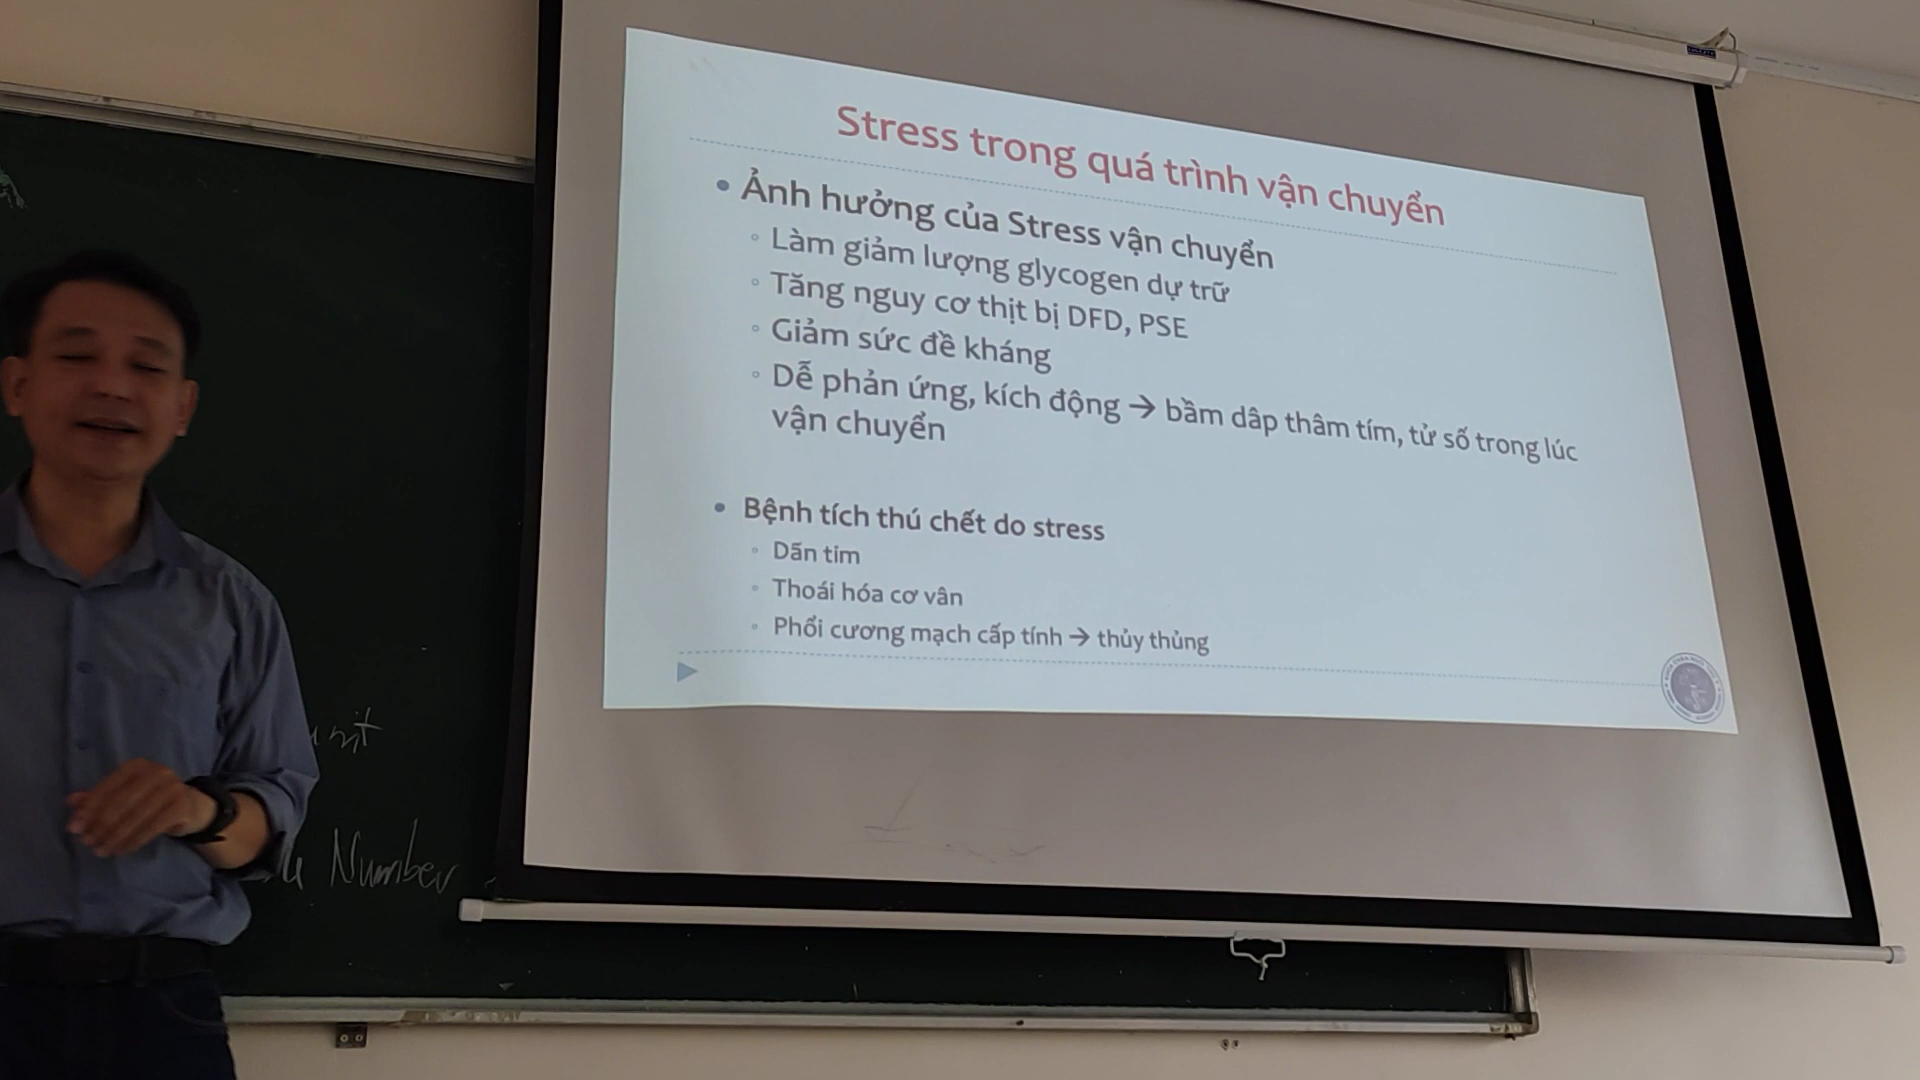 Stress trong quá trình vận chuyển
• Ảnh hưởng của Stress vận chuyển
◦ Làm giảm lượng glycogen dự trữ
◦ Tăng nguy cơ thịt bị DFD, PSE
◦ Giảm sức đề kháng
◦ Dễ phản ứng, kích động → bầm dâp thâm tím, tử số trong lúc
vận chuyển
• Bệnh tích thú chết do stress
◦ Dãn tim
◦ Thoái hóa cơ vân
◦ Phổi cương mạch cấp tính → thủy thủng
Number